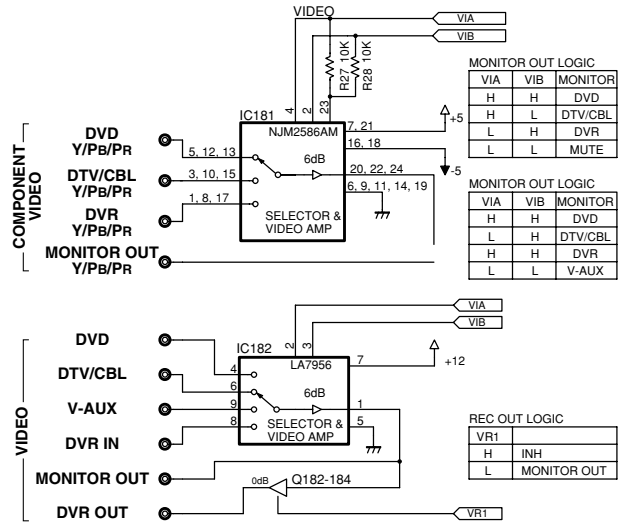 VIDEO
VIA
VIB
R27 10K
R28 10K
4
2
23
IC181
NJM2586AM
7, 21
+5
16, 18
-5
6dB
20, 22, 24
6, 9, 11, 14, 19
SELECTOR &
VIDEO AMP
COMPONENT
VIDEO
DVD
Y/PB/PR
5, 12, 13
DTV/CBL
Y/PB/PR
3, 10, 15
DVR
Y/PB/PR
1, 8, 17
MONITOR OUT
Y/PB/PR
MONITOR OUT LOGIC
VIA VIB MONITOR
H H DVD
H L DTV/CBL
L H DVR
L L MUTE
MONITOR OUT LOGIC
VIA VIB MONITOR
H H DVD
L H DTV/CBL
H H DVR
L L V-AUX
VIA
VIB
2
3
IC182
LA7956
7
+12
6dB
1
5
SELECTOR &
VIDEO AMP
VIDEO
DVD
4
DTV/CBL
6
V-AUX
9
DVR IN
8
MONITOR OUT
DVR OUT
0dB
Q182-184
VR1
REC OUT LOGIC
VR1
H INH
L MONITOR OUT